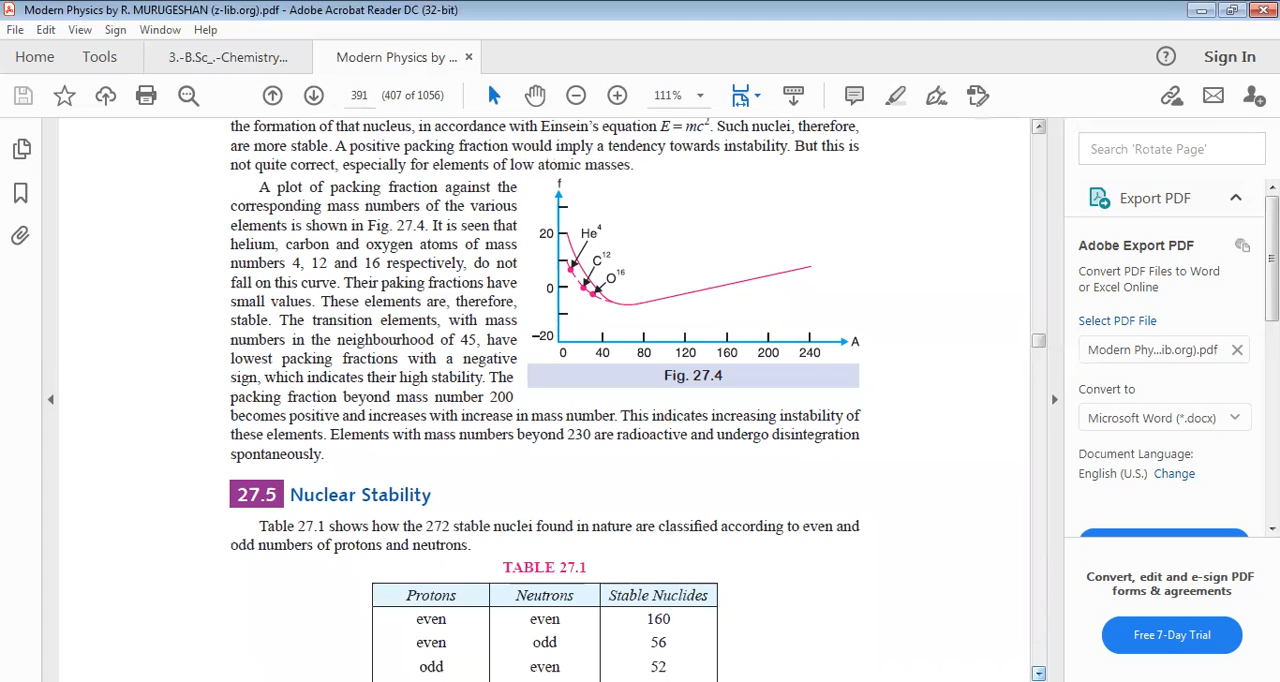 Modern Physics by R. MURUGESHAN (z-lib.org).pdf - Adobe Acrobat Reader DC (32-bit)
File Edit View Sign Window Help
Home Tools 3.-B.Sc_.-Chemistry... Modern Physics by ... × ? Sign In
391 (407 of 1056) 111%
the formation of that nucleus, in accordance with Einsein's equation E = mc². Such nuclei, therefore,
are more stable. A positive packing fraction would imply a tendency towards instability. But this is
not quite correct, especially for elements of low atomic masses.
A plot of packing fraction against the
corresponding mass numbers of the various
elements is shown in Fig. 27.4. It is seen that
helium, carbon and oxygen atoms of mass
numbers 4, 12 and 16 respectively, do not
fall on this curve. Their paking fractions have
small values. These elements are, therefore,
stable. The transition elements, with mass
numbers in the neighbourhood of 45, have
lowest packing fractions with a negative
sign, which indicates their high stability. The
packing fraction beyond mass number 200
becomes positive and increases with increase in mass number. This indicates increasing instability of
these elements. Elements with mass numbers beyond 230 are radioactive and undergo disintegration
spontaneously.
f
20
He⁴
C¹²
O¹⁶
0
–20
A
0 40 80 120 160 200 240
Fig. 27.4
27.5 Nuclear Stability
Table 27.1 shows how the 272 stable nuclei found in nature are classified according to even and
odd numbers of protons and neutrons.
TABLE 27.1
Protons Neutrons Stable Nuclides
even even 160
even odd 56
odd even 52
Search 'Rotate Page'
Export PDF
Adobe Export PDF
Convert PDF Files to Word
or Excel Online
Select PDF File
Modern Phy...ib.org).pdf ×
Convert to
Microsoft Word (*.docx)
Document Language:
English (U.S.) Change
Convert, edit and e-sign PDF
forms & agreements
Free 7-Day Trial